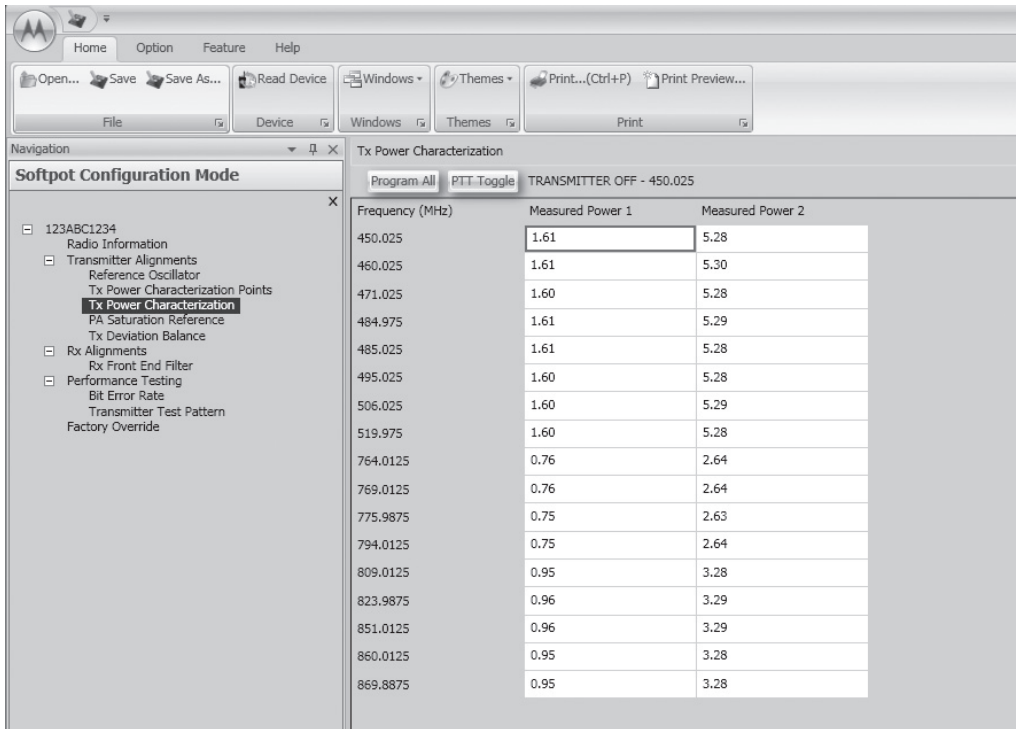 Home Option Feature Help
Open... Save Save As... Read Device Windows Themes Print...(Ctrl+P) Print Preview...
File Device Windows Themes Print
Navigation
Softpot Configuration Mode
123ABC1234
Radio Information
Transmitter Alignments
Reference Oscillator
Tx Power Characterization Points
Tx Power Characterization
PA Saturation Reference
Tx Deviation Balance
Rx Alignments
Rx Front End Filter
Performance Testing
Bit Error Rate
Transmitter Test Pattern
Factory Override
Tx Power Characterization
Program All PTT Toggle TRANSMITTER OFF - 450.025
Frequency (MHz) Measured Power 1 Measured Power 2
450.025 1.61 5.28
460.025 1.61 5.30
471.025 1.60 5.28
484.975 1.61 5.29
485.025 1.61 5.28
495.025 1.60 5.28
506.025 1.60 5.29
519.975 1.60 5.28
764.0125 0.76 2.64
769.0125 0.76 2.64
775.9875 0.75 2.63
794.0125 0.75 2.64
809.0125 0.95 3.28
823.9875 0.96 3.29
851.0125 0.96 3.29
860.0125 0.95 3.28
869.8875 0.95 3.28